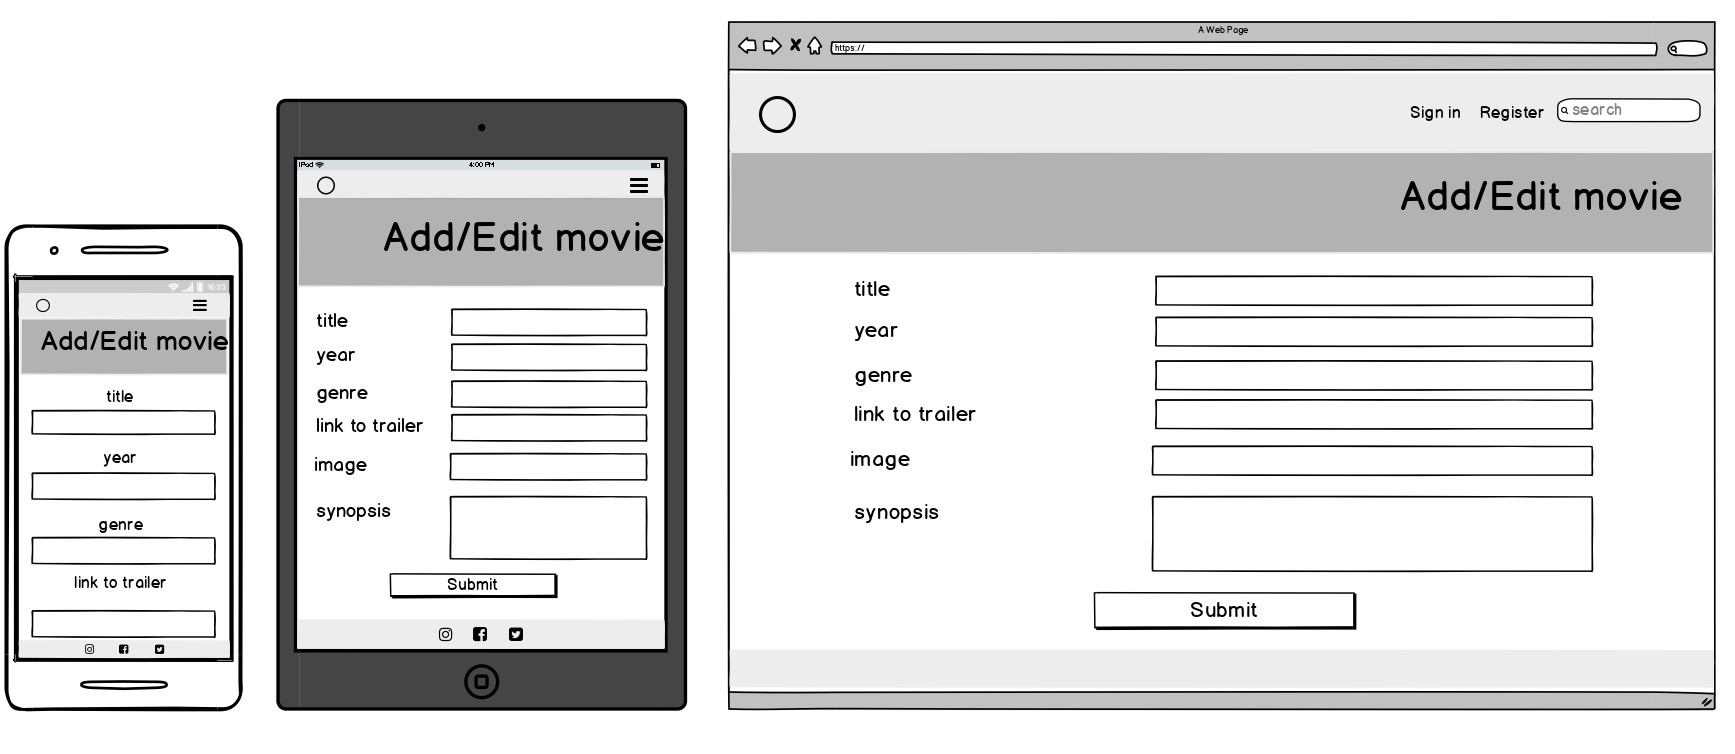 16:33
Add/Edit movie
title
year
genre
link to trailer
iPad
4:00 PM
Add/Edit movie
title
year
genre
link to trailer
image
synopsis
Submit
A Web Page
https://
Sign in Register search
Add/Edit movie
title
year
genre
link to trailer
image
synopsis
Submit